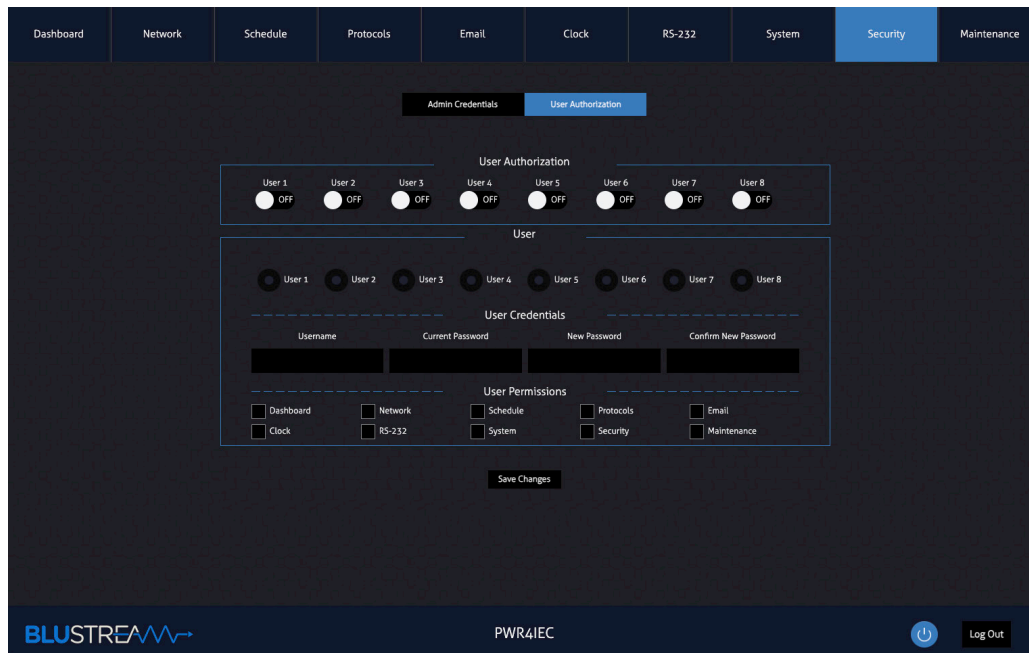 Dashboard Network Schedule Protocols Email Clock RS-232 System Security Maintenance
Admin Credentials User Authorization
User Authorization
User 1 User 2 User 3 User 4 User 5 User 6 User 7 User 8
OFF OFF OFF OFF OFF OFF OFF OFF
User
User 1 User 2 User 3 User 4 User 5 User 6 User 7 User 8
User Credentials
Username Current Password New Password Confirm New Password
User Permissions
Dashboard Network Schedule Protocols Email
Clock RS-232 System Security Maintenance
Save Changes
BLUSTREAM PWR4IEC Log Out